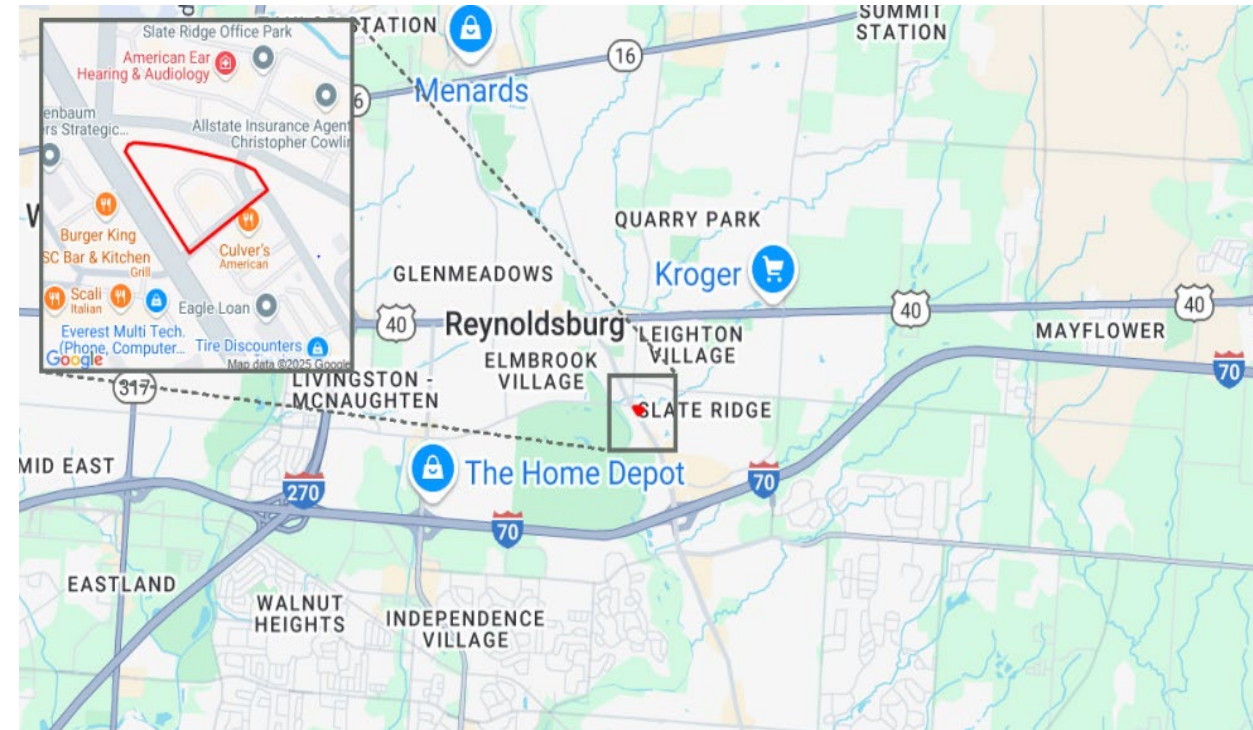 Slate Ridge Office Park
American Ear
Hearing & Audiology
enbaum
ers Strategic...
Allstate Insurance Agent
Christopher Cowlin
Burger King
SC Bar & Kitchen
Grill
Culver's
American
Scali
Italian
Eagle Loan
Everest Multi Tech.
(Phone, Computer...
Tire Discounters
Google
Map data ©2025 Google
STATION
SUMMIT
STATION
16
Menards
QUARRY PARK
Kroger
GLENMEADOWS
40
40
40
Reynoldsburg
LEIGHTON
VILLAGE
MAYFLOWER
ELMBROOK
VILLAGE
70
317
LIVINGSTON -
MCNAUGHTEN
SLATE RIDGE
MID EAST
The Home Depot
270
70
70
EASTLAND
WALNUT
HEIGHTS
INDEPENDENCE
VILLAGE